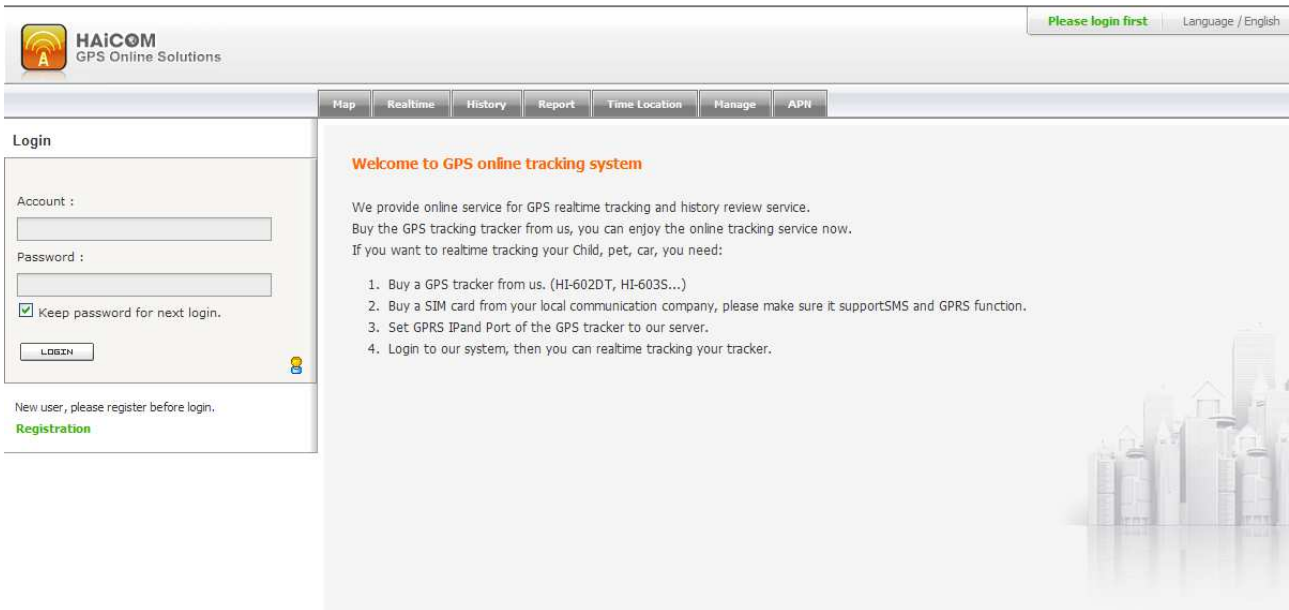 HAiCOM
GPS Online Solutions
Please login first
Language / English
Map
Realtime
History
Report
Time Location
Manage
APN
Login
Account :
Password :
Keep password for next login.
LOGIN
New user, please register before login.
Registration
Welcome to GPS online tracking system
We provide online service for GPS realtime tracking and history review service.
Buy the GPS tracking tracker from us, you can enjoy the online tracking service now.
If you want to realtime tracking your Child, pet, car, you need:
1. Buy a GPS tracker from us. (HI-602DT, HI-603S...)
2. Buy a SIM card from your local communication company, please make sure it supportSMS and GPRS function.
3. Set GPRS IPand Port of the GPS tracker to our server.
4. Login to our system, then you can realtime tracking your tracker.